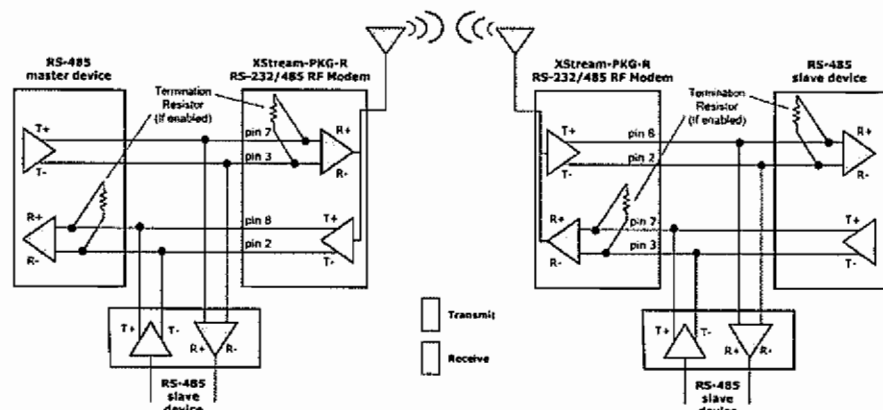 RS-485
master device
XStream-PKG-R
RS-232/485 RF Modem
XStream-PKG-R
RS-232/485 RF Modem
RS-485
slave device
Termination
Resistor
(If enabled)
Termination
Resistor
(If enabled)
T+
T-
pin 7
pin 3
R+
R-
R+
R-
pin 8
pin 2
T+
T-
T+
T-
pin 8
pin 2
R+
R-
R+
R-
pin 7
pin 3
T+
T-
T+
T-
R+
R-
RS-485
slave
device
Transmit
Receive
T+
T-
R+
R-
RS-485
slave
device